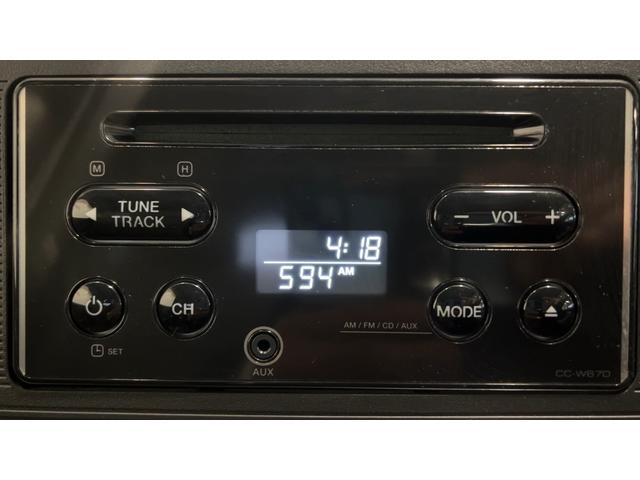 M H
TUNE
TRACK
− VOL +
4:18
594 AM
CH
MODE
AM / FM / CD / AUX
SET
AUX
CC-W67D